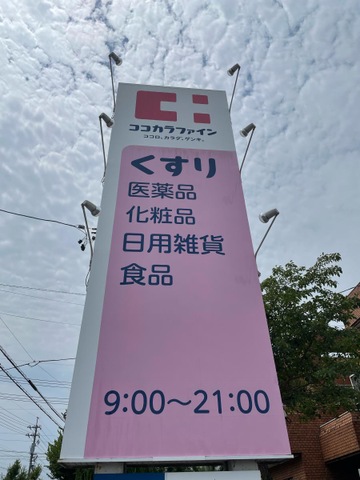 ココカラファイン
ココロ、カラダ、ゲンキ。
くすり
医薬品
化粧品
日用雑貨
食品
9:00～21:00